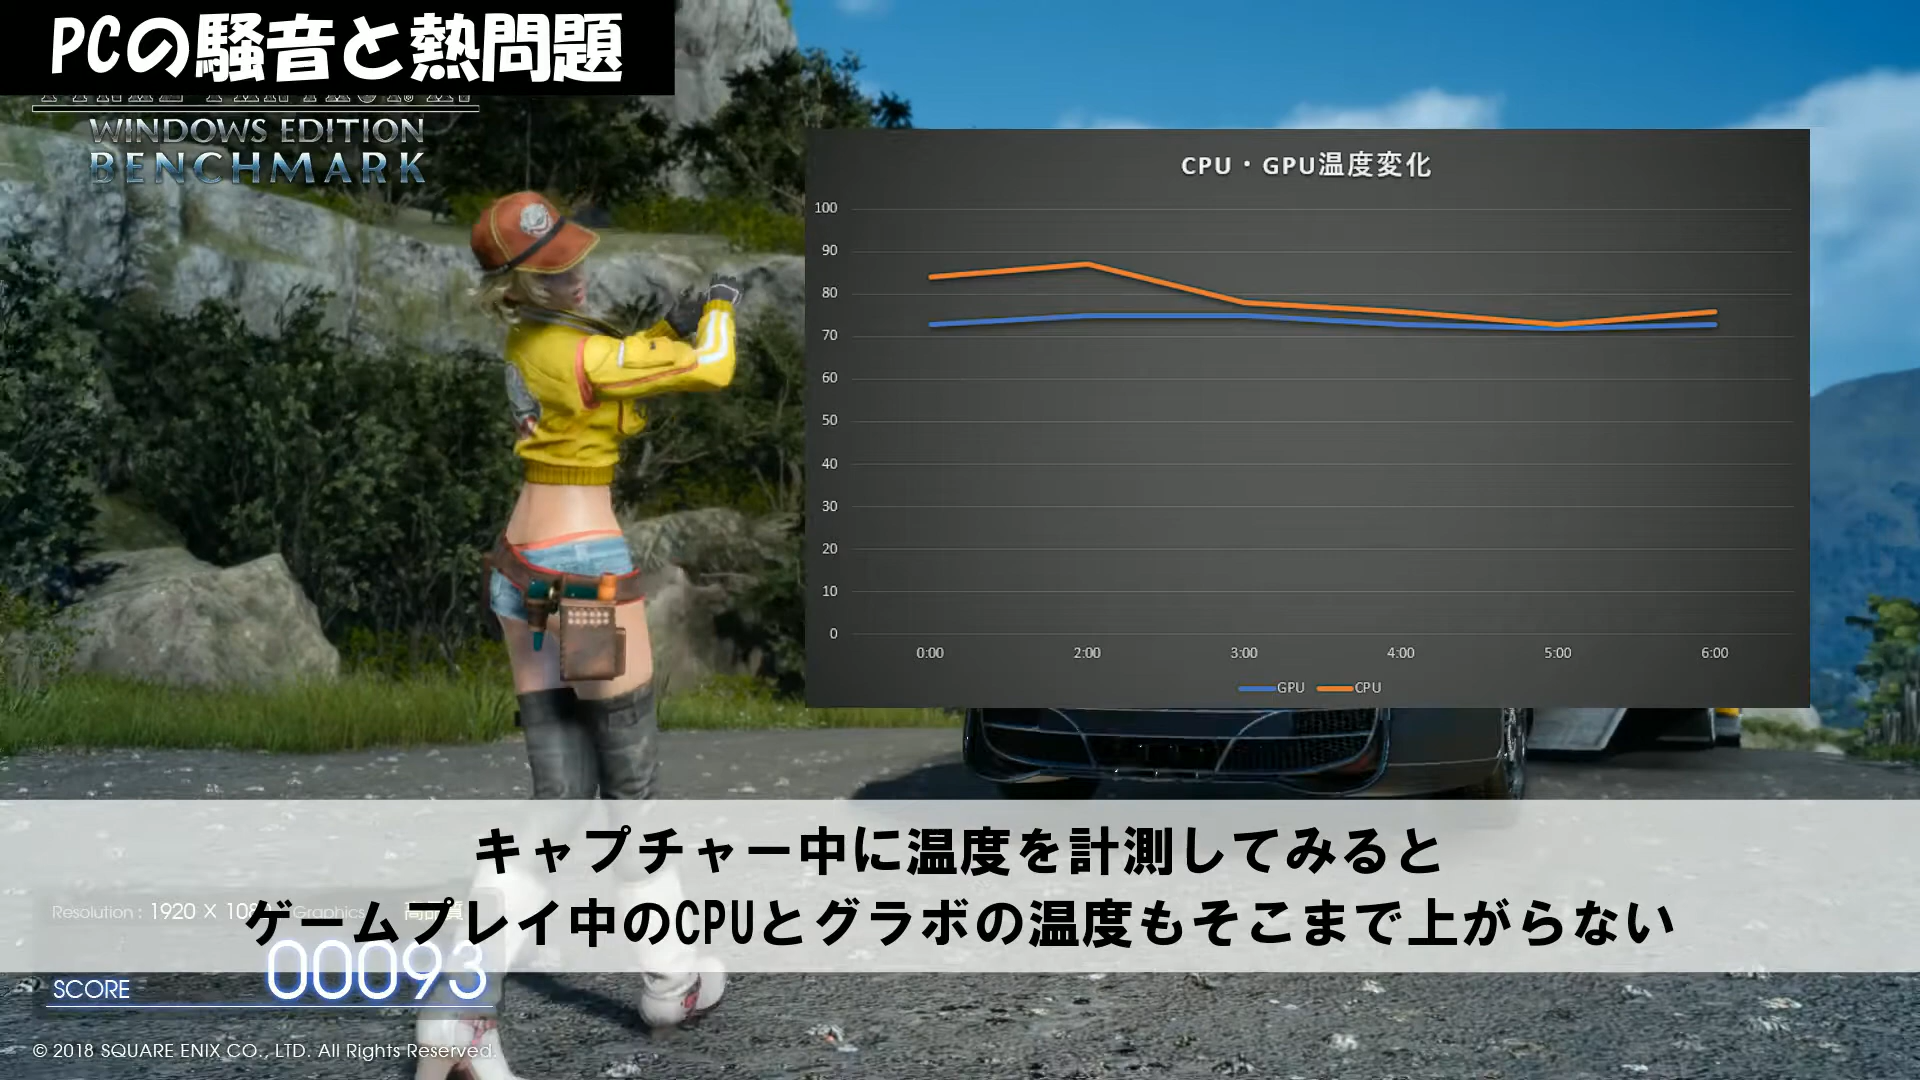 PCの騒音と熱問題
WINDOWS EDITION
BENCHMARK
CPU・GPU温度変化
100
90
80
70
60
50
40
30
20
10
0
0:00 2:00 3:00 4:00 5:00 6:00
GPU CPU
キャプチャー中に温度を計測してみると
ゲームプレイ中のCPUとグラボの温度もそこまで上がらない
Resolution : 1920 X Graphics
SCORE 00093
© 2018 SQUARE ENIX CO., LTD. All Rights Reserved.